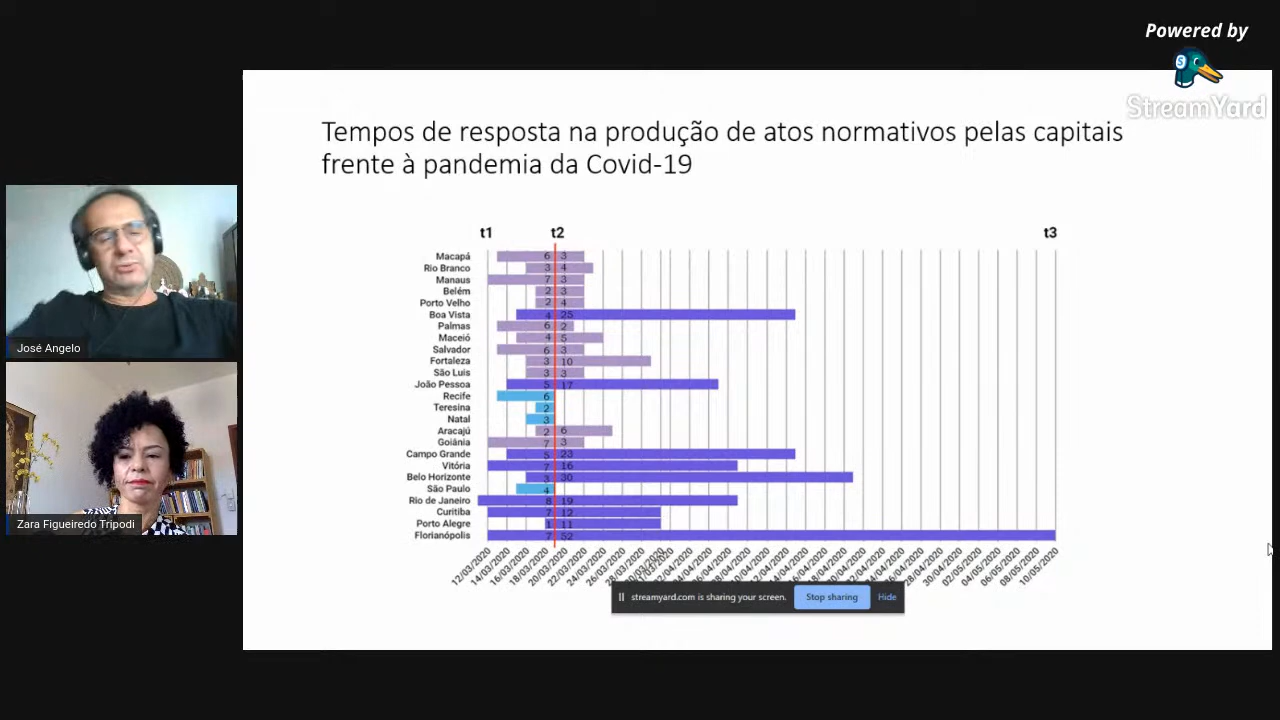 Powered by
StreamYard
Tempos de resposta na produção de atos normativos pelas capitais
frente à pandemia da Covid-19
t1 t2 t3
Macapá 6 3
Rio Branco 3 4
Manaus 7 3
Belém 2 3
Porto Velho 2 4
Boa Vista 4 25
Palmas 6 2
Maceió 4 5
Salvador 6 3
Fortaleza 3 10
São Luis 3 3
João Pessoa 5 17
Recife 6
Teresina 2
Natal 3
Aracajú 2 6
Goiânia 7 3
Campo Grande 5 23
Vitória 7 16
Belo Horizonte 3 30
São Paulo 4
Rio de Janeiro 8 19
Curitiba 7 12
Porto Alegre 1 11
Florianópolis 7 52
12/03/2020 14/03/2020 16/03/2020 18/03/2020 20/03/2020 22/03/2020 24/03/2020 26/03/2020 28/03/2020 30/04/2020 02/05/2020 04/05/2020 06/05/2020 08/05/2020 10/05/2020
streamyard.com is sharing your screen. Stop sharing Hide
José Angelo
Zara Figueiredo Tripodi